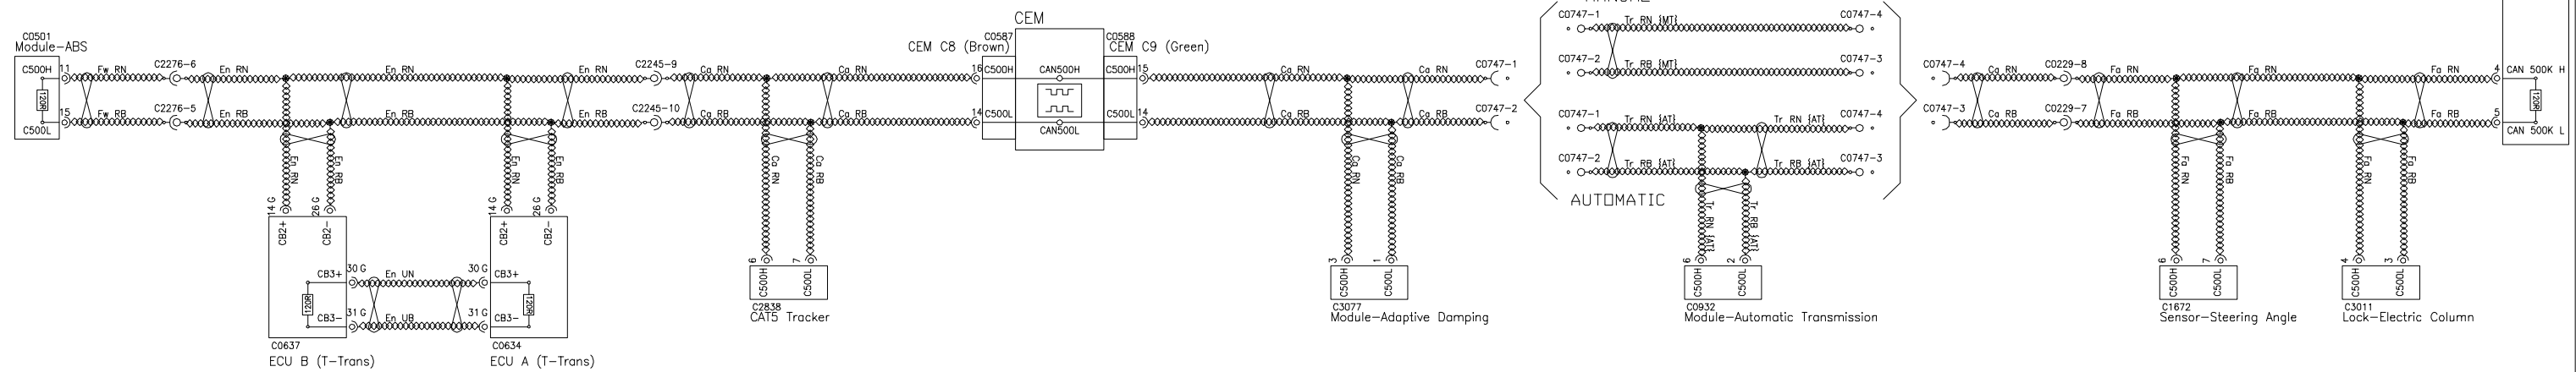 C0501
Module-ABS
C500H
11
120R
15
C500L
Fw RN
Fw RB
C2276-6
C2276-5
En RN
En RB
En RN
En RB
En RN
En RB
En RN
En RB
En RN
En RB
14 G
26 G
CB2+
CB2-
CB3+
CB3-
120R
30 G
31 G
C0637
ECU B (T-Trans)
En UN
En UB
14 G
26 G
CB2+
CB2-
30 G
31 G
CB3+
CB3-
120R
C0634
ECU A (T-Trans)
C2245-9
C2245-10
Ca RN
Ca RB
Ca RN
Ca RB
Ca RN
Ca RB
6
7
C500H
C500L
C2838
CAT5 Tracker
CEM
C0587
CEM C8 (Brown)
16
14
C500H
C500L
CAN500H
CAN500L
C0588
CEM C9 (Green)
C500H
C500L
15
14
Ca RN
Ca RB
Ca RN
Ca RB
Ca RN
Ca RB
3
1
C500H
C500L
C3077
Module-Adaptive Damping
C0747-1
C0747-2
MANUAL
C0747-1
Tr RN {MT}
C0747-4
C0747-2
Tr RB {MT}
C0747-3
C0747-1
Tr RN {AT}
Tr RN {AT}
C0747-4
C0747-2
Tr RB {AT}
Tr RB {AT}
C0747-3
AUTOMATIC
Tr RN {AT}
Tr RB {AT}
6
2
C500H
C500L
C0932
Module-Automatic Transmission
C0747-4
C0747-3
Ca RN
Ca RB
C0229-8
C0229-7
Fa RN
Fa RB
Fa RN
Fa RB
Fa RN
Fa RB
Fa RN
Fa RB
6
7
C500H
C500L
C1672
Sensor-Steering Angle
Fa RN
Fa RB
4
3
C500H
C500L
C3011
Lock-Electric Column
4
5
CAN 500K H
120R
CAN 500K L